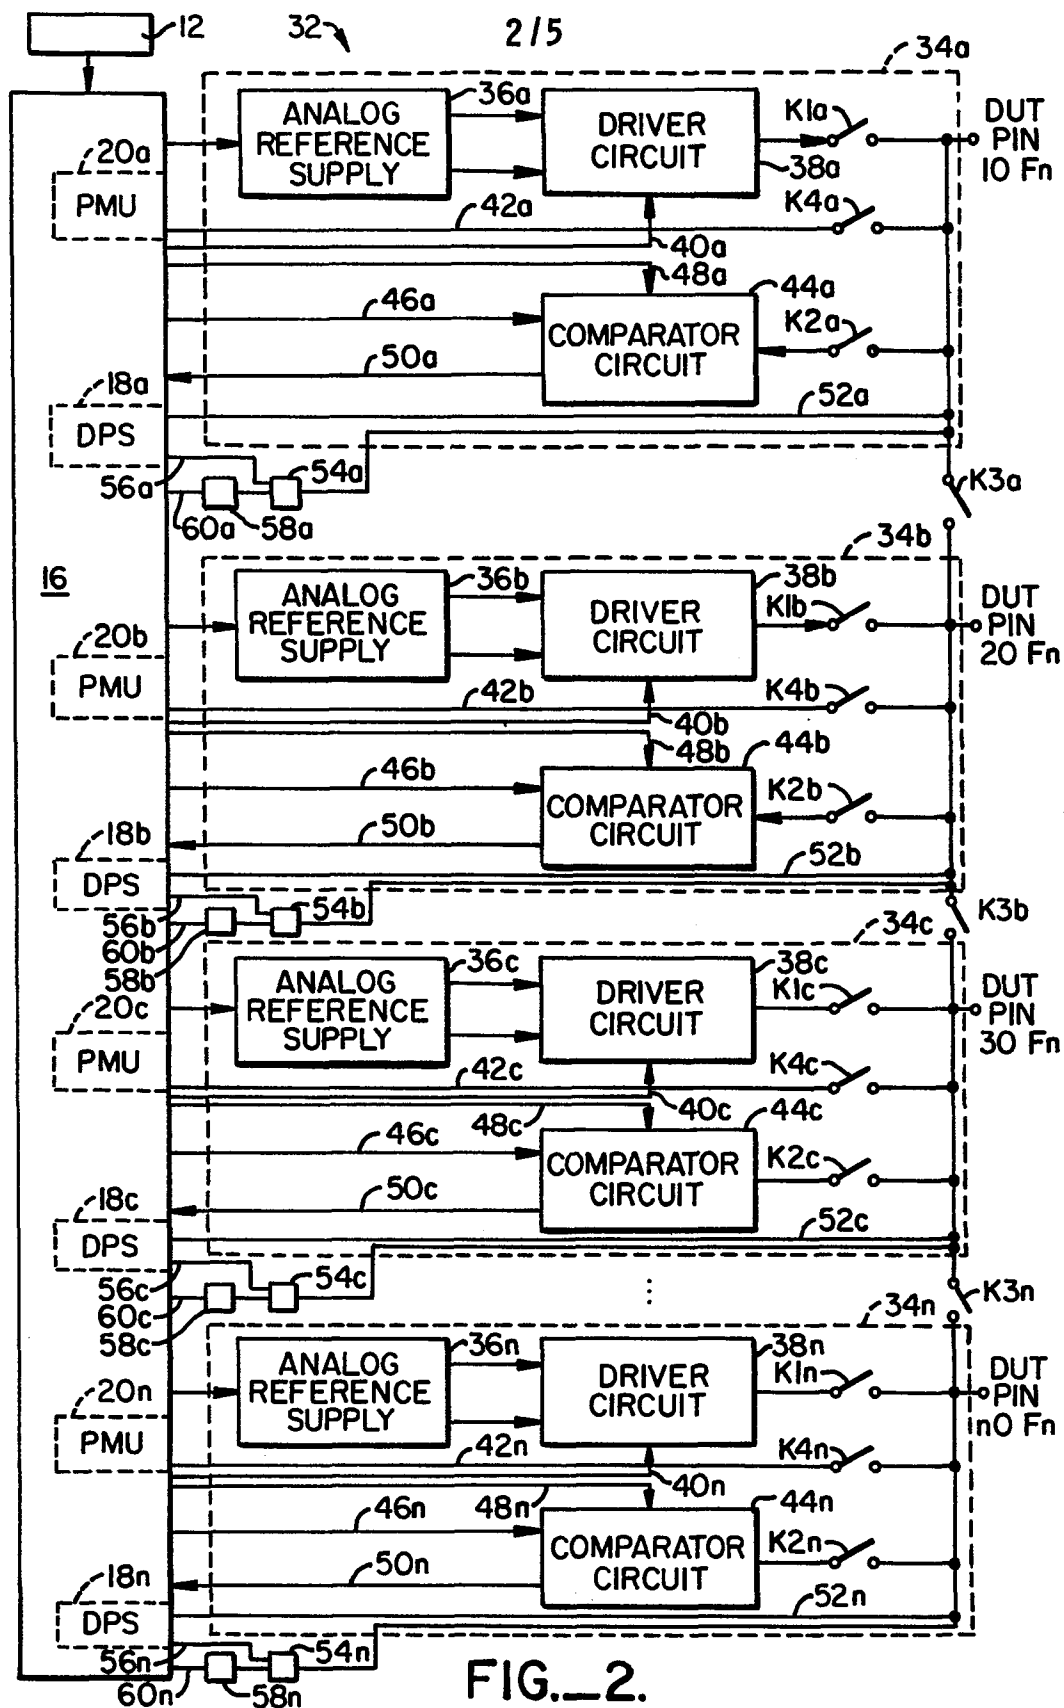 12
32
2/5
34a
ANALOG
REFERENCE
SUPPLY
36a
DRIVER
CIRCUIT
38a
K1a
DUT
PIN
10 Fn
20a
PMU
42a
K4a
40a
48a
46a
44a
COMPARATOR
CIRCUIT
K2a
50a
18a
DPS
52a
56a
54a
60a
58a
K3a
16
34b
ANALOG
REFERENCE
SUPPLY
36b
DRIVER
CIRCUIT
38b
K1b
DUT
PIN
20 Fn
20b
PMU
42b
K4b
40b
48b
44b
46b
COMPARATOR
CIRCUIT
K2b
50b
18b
DPS
52b
56b
54b
60b
58b
K3b
34c
ANALOG
REFERENCE
SUPPLY
36c
DRIVER
CIRCUIT
38c
K1c
DUT
PIN
30 Fn
20c
PMU
42c
K4c
40c
48c
44c
46c
COMPARATOR
CIRCUIT
K2c
50c
18c
DPS
52c
56c
54c
60c
58c
K3n
34n
ANALOG
REFERENCE
SUPPLY
36n
DRIVER
CIRCUIT
38n
K1n
DUT
PIN
n0 Fn
20n
PMU
42n
K4n
40n
48n
44n
46n
COMPARATOR
CIRCUIT
K2n
50n
18n
DPS
52n
56n
54n
60n
58n
FIG._2.